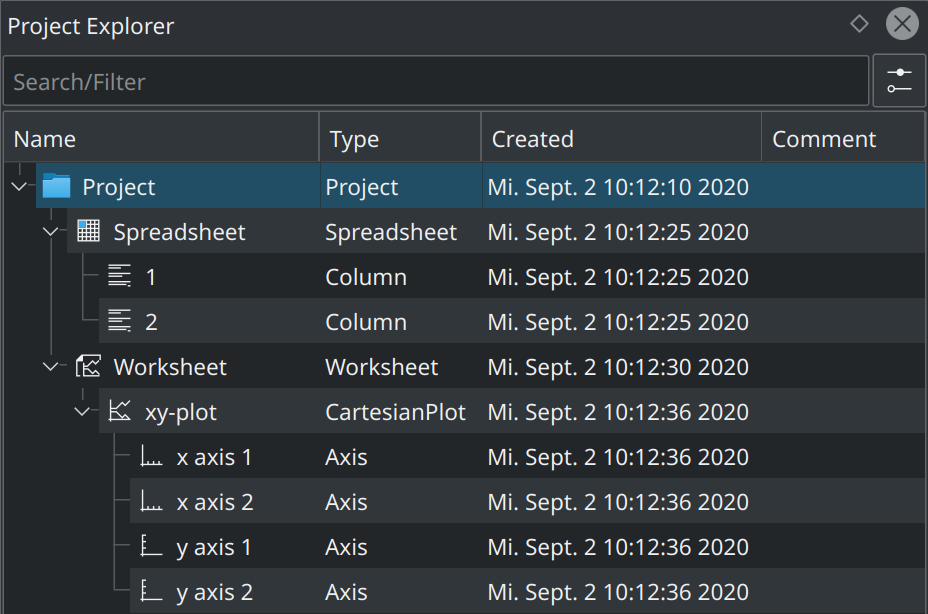 Project Explorer
Search/Filter
Name Type Created Comment
Project Project Mi. Sept. 2 10:12:10 2020
Spreadsheet Spreadsheet Mi. Sept. 2 10:12:25 2020
1 Column Mi. Sept. 2 10:12:25 2020
2 Column Mi. Sept. 2 10:12:25 2020
Worksheet Worksheet Mi. Sept. 2 10:12:30 2020
xy-plot CartesianPlot Mi. Sept. 2 10:12:36 2020
x axis 1 Axis Mi. Sept. 2 10:12:36 2020
x axis 2 Axis Mi. Sept. 2 10:12:36 2020
y axis 1 Axis Mi. Sept. 2 10:12:36 2020
y axis 2 Axis Mi. Sept. 2 10:12:36 2020